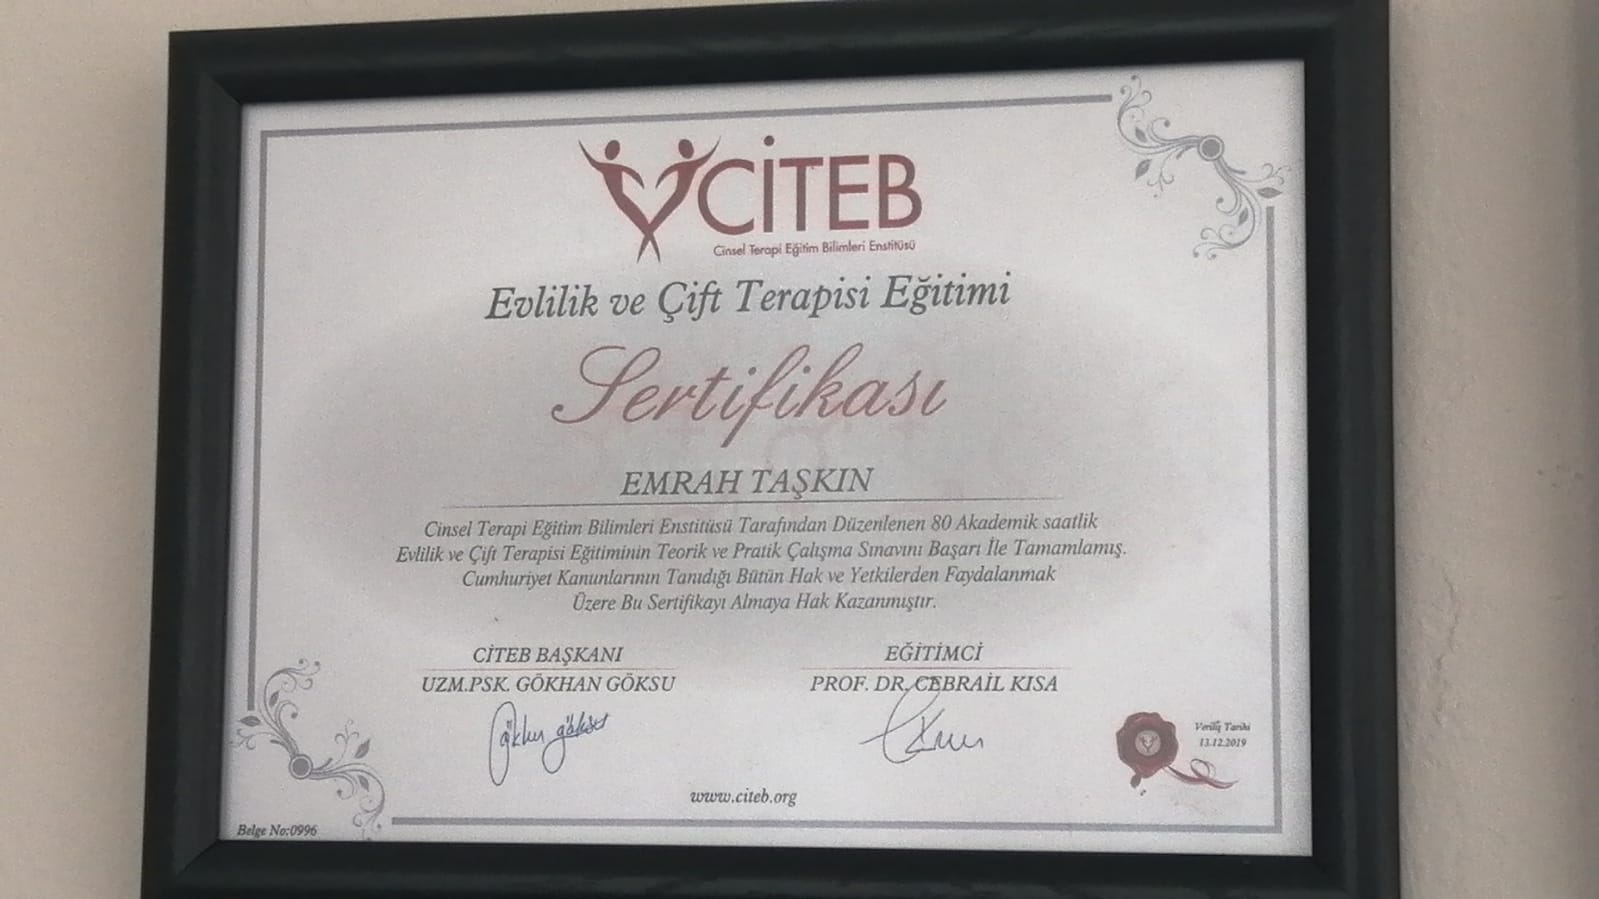 CİTEB
Cinsel Terapi Eğitim Bilimleri Enstitüsü
Evlilik ve Çift Terapisi Eğitimi
Sertifikası
EMRAH TAŞKIN
Cinsel Terapi Eğitim Bilimleri Enstitüsü Tarafından Düzenlenen 80 Akademik saatlik
Evlilik ve Çift Terapisi Eğitiminin Teorik ve Pratik Çalışma Sınavını Başarı İle Tamamlamış.
Cumhuriyet Kanunlarının Tanıdığı Bütün Hak ve Yetkilerden Faydalanmak
Üzere Bu Sertifikayı Almaya Hak Kazanmıştır.
CİTEB BAŞKANI
UZM.PSK. GÖKHAN GÖKSU
Gökhan göksu
EĞİTİMCİ
PROF. DR. CEBRAİL KISA
Veriliş Tarihi
13.12.2019
www.citeb.org
Belge No:0996